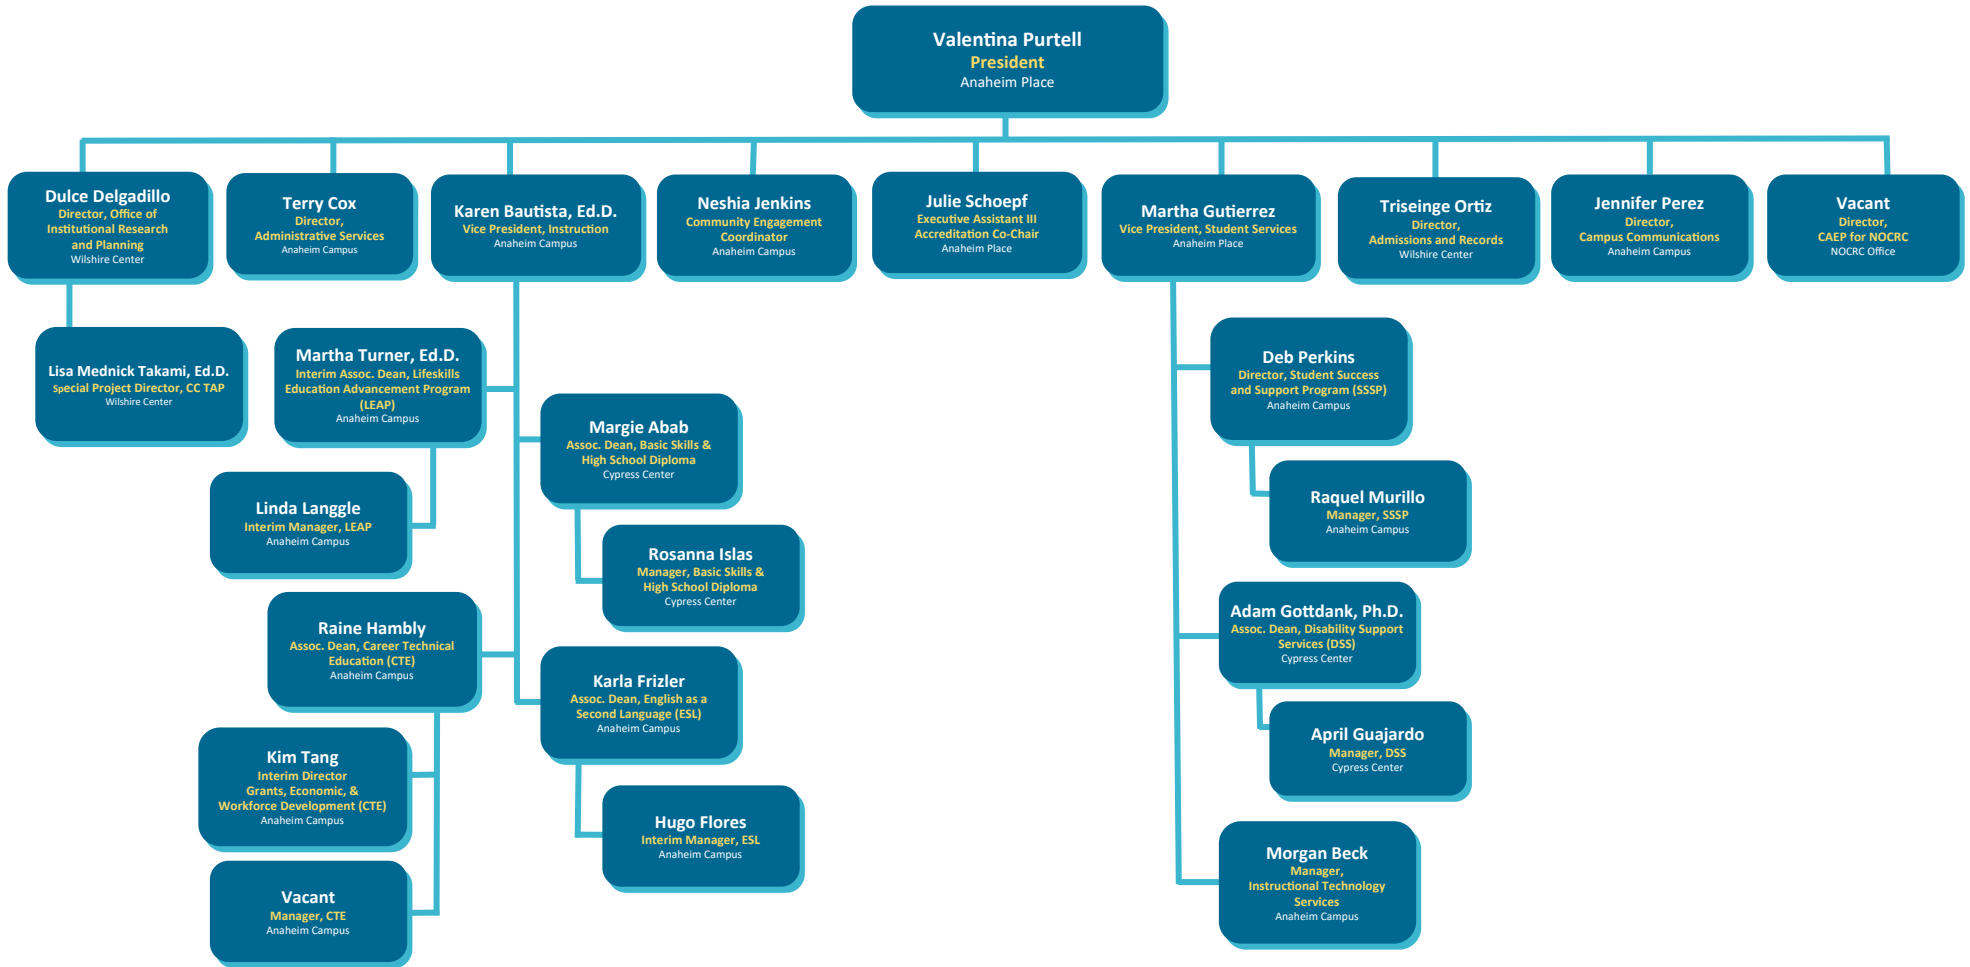 Valentina Purtell
President
Anaheim Place
Dulce Delgadillo
Director, Office of
Institutional Research
and Planning
Wilshire Center
Terry Cox
Director,
Administrative Services
Anaheim Campus
Karen Bautista, Ed.D.
Vice President, Instruction
Anaheim Campus
Neshia Jenkins
Community Engagement
Coordinator
Anaheim Campus
Julie Schoepf
Executive Assistant III
Accreditation Co-Chair
Anaheim Place
Martha Gutierrez
Vice President, Student Services
Anaheim Place
Triseinge Ortiz
Director,
Admissions and Records
Wilshire Center
Jennifer Perez
Director,
Campus Communications
Anaheim Campus
Vacant
Director,
CAEP for NOCRC
NOCRC Office
Lisa Mednick Takami, Ed.D.
Special Project Director, CC TAP
Wilshire Center
Martha Turner, Ed.D.
Interim Assoc. Dean, Lifeskills
Education Advancement Program
(LEAP)
Anaheim Campus
Linda Langgle
Interim Manager, LEAP
Anaheim Campus
Margie Abab
Assoc. Dean, Basic Skills &
High School Diploma
Cypress Center
Rosanna Islas
Manager, Basic Skills &
High School Diploma
Cypress Center
Raine Hambly
Assoc. Dean, Career Technical
Education (CTE)
Anaheim Campus
Kim Tang
Interim Director
Grants, Economic, &
Workforce Development (CTE)
Anaheim Campus
Vacant
Manager, CTE
Anaheim Campus
Karla Frizler
Assoc. Dean, English as a
Second Language (ESL)
Anaheim Campus
Hugo Flores
Interim Manager, ESL
Anaheim Campus
Deb Perkins
Director, Student Success
and Support Program (SSSP)
Anaheim Campus
Raquel Murillo
Manager, SSSP
Anaheim Campus
Adam Gottdank, Ph.D.
Assoc. Dean, Disability Support
Services (DSS)
Cypress Center
April Guajardo
Manager, DSS
Cypress Center
Morgan Beck
Manager,
Instructional Technology
Services
Anaheim Campus